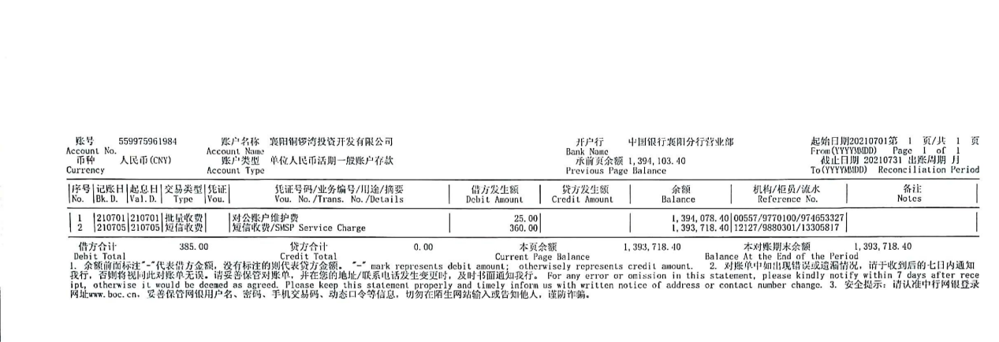 账号 559975961984 账户名称 襄阳铜锣湾投资开发有限公司 开户行 中国银行襄阳分行营业部 起始日期20210701第 1 页/共 1 页
Account No. Account Name Bank Name From(YYYYMMDD) Page 1 of 1
币种 人民币(CNY) 账户类型 单位人民币活期一般账户存款 承前页余额 1,394,103.40 截止日期 20210731 出账周期 月
Currency Account Type Previous Page Balance To(YYYYMMDD) Reconciliation Period
序号 记账日 起息日 交易类型 凭证 凭证号码/业务编号/用途/摘要 借方发生额 贷方发生额 余额 机构/柜员/流水 备注
No. Bk.D. Val.D. Type Vou. Vou. No./Trans. No./Details Debit Amount Credit Amount Balance Reference No. Notes
1 210701 210701 批量收费 对公账户维护费 25.00 1,394,078.40 00557/9770100/974653327
2 210705 210705 短信收费 短信收费/SMSP Service Charge 360.00 1,393,718.40 12127/9880301/13305817
借方合计 385.00 贷方合计 0.00 本页余额 1,393,718.40 本对账期末余额 1,393,718.40
Debit Total Credit Total Current Page Balance Balance At the End of the Period
1. 余额前面标注"-"代表借方金额，没有标注的则代表贷方金额。 "-" mark represents debit amount; otherwisely represents credit amount. 2. 对账单中如出现错误或遗漏情况，请于收到后的七日内通知
我行，否则将视同此对账单无误。请妥善保管对账单，并在您的地址/联系电话发生变更时，及时书面通知我行。 For any error or omission in this statement, please kindly notify within 7 days after rece
ipt, otherwise it would be deemed as agreed. Please keep this statement properly and timely inform us with written notice of address or contact number change. 3. 安全提示：请认准中行网银登录
网址www.boc.cn，妥善保管网银用户名、密码、手机交易码、动态口令等信息，切勿在陌生网站输入或告知他人，谨防诈骗。